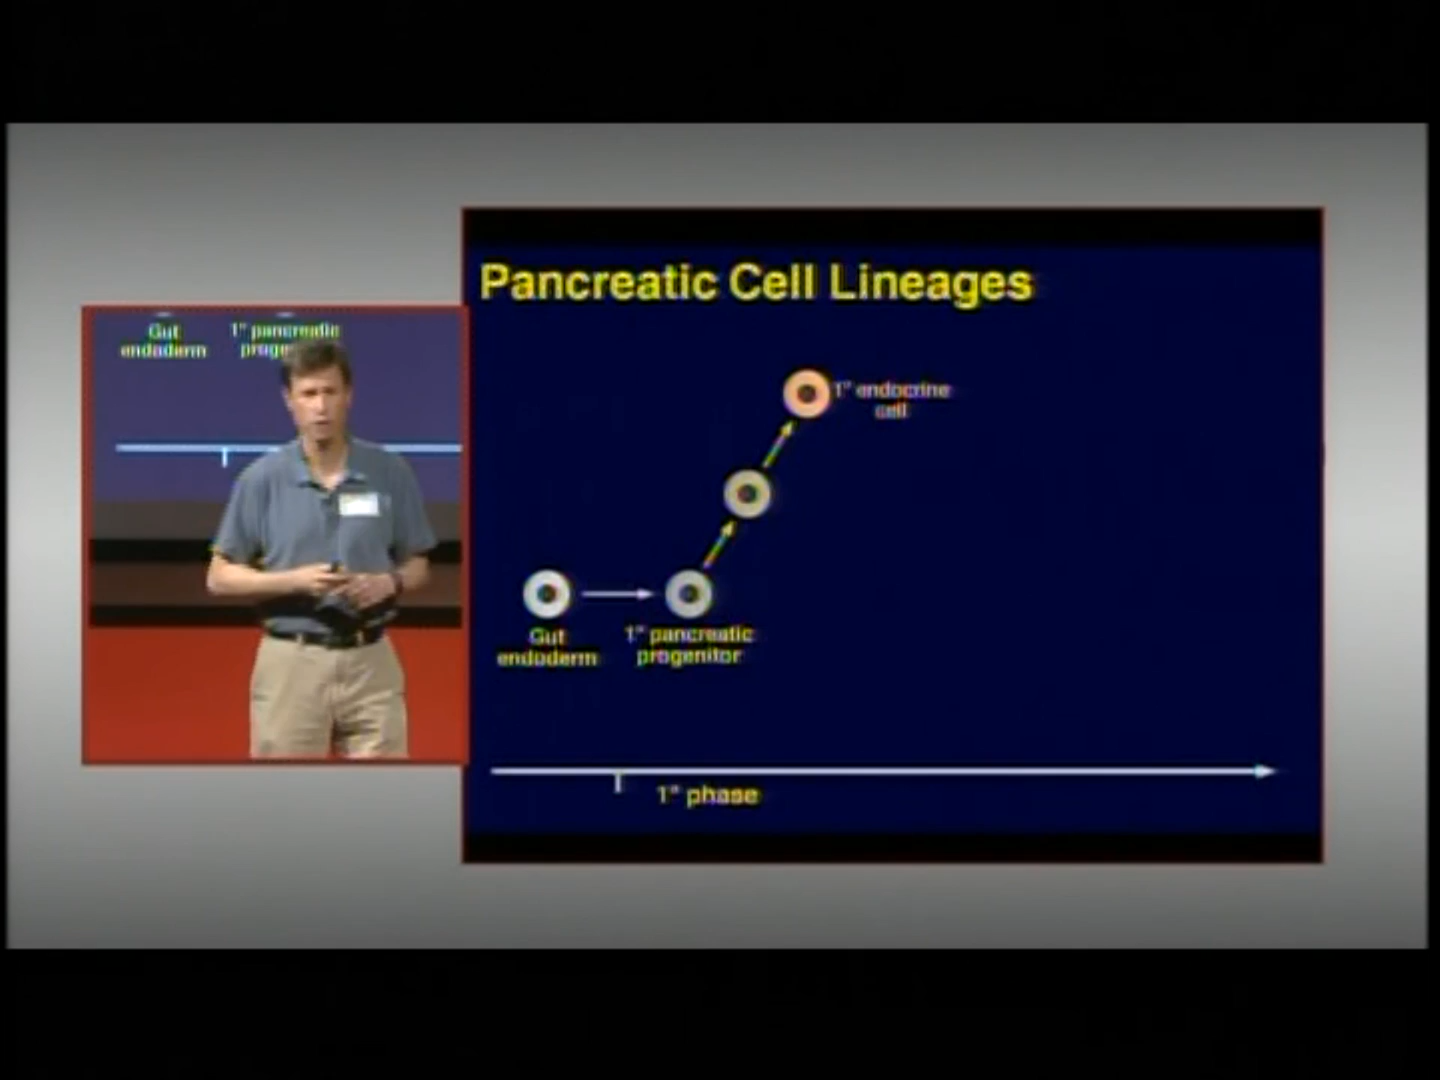 Pancreatic Cell Lineages
1° endocrine
cell
Gut
endoderm
1° pancreatic
progenitor
1° phase
Gut
endoderm
1° pancreatic